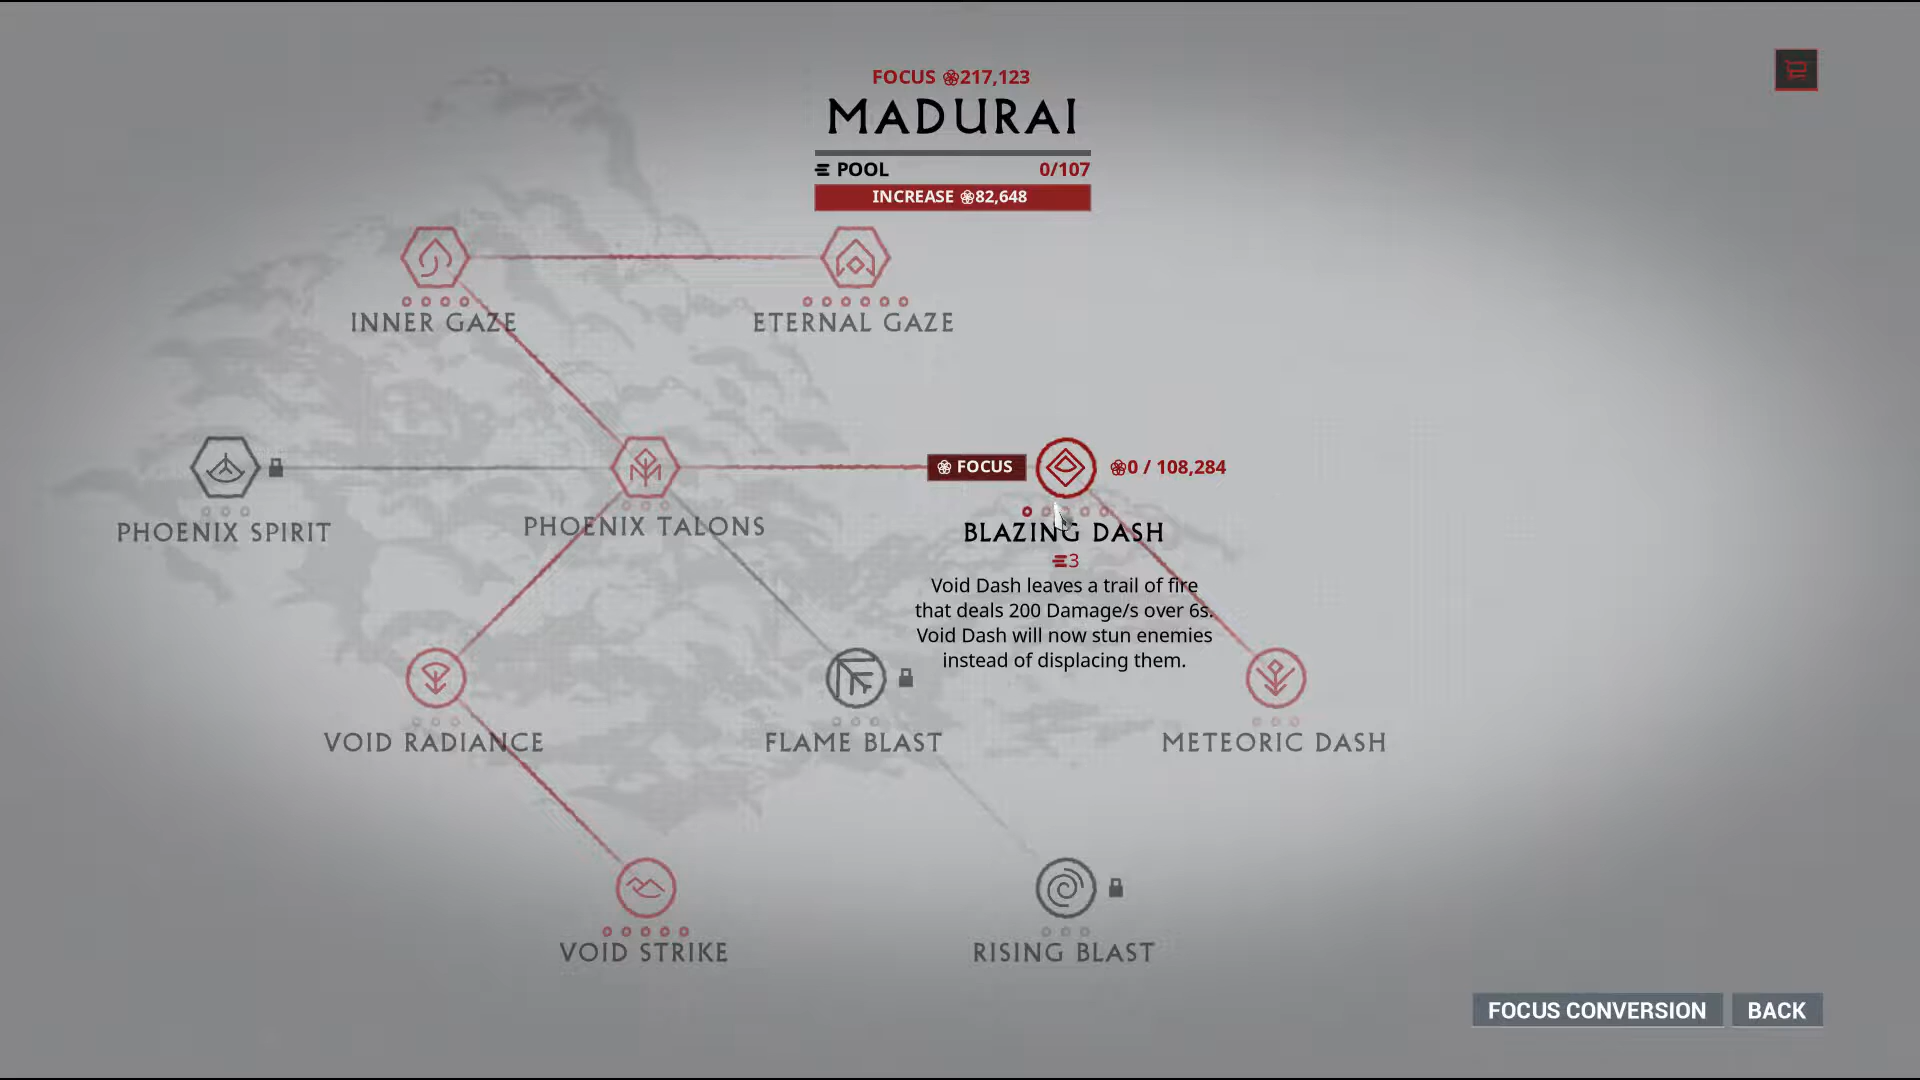 FOCUS 217,123
MADURAI
POOL 0/107
INCREASE 82,648
INNER GAZE
ETERNAL GAZE
FOCUS
0 / 108,284
PHOENIX SPIRIT
PHOENIX TALONS
BLAZING DASH
3
Void Dash leaves a trail of fire
that deals 200 Damage/s over 6s.
Void Dash will now stun enemies
instead of displacing them.
VOID RADIANCE
FLAME BLAST
METEORIC DASH
VOID STRIKE
RISING BLAST
FOCUS CONVERSION
BACK